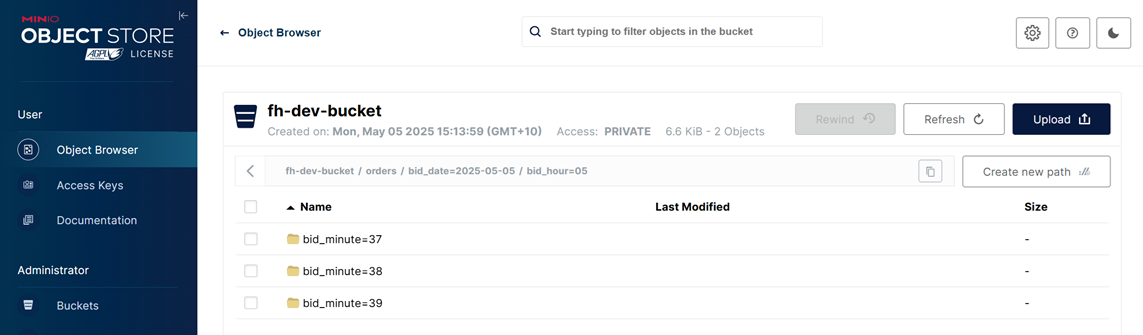 MINIO
OBJECT STORE
AGPL LICENSE
User
Object Browser
Access Keys
Documentation
Administrator
Buckets
← Object Browser
Start typing to filter objects in the bucket
fh-dev-bucket
Created on: Mon, May 05 2025 15:13:59 (GMT+10) Access: PRIVATE 6.6 KiB - 2 Objects
Rewind
Refresh
Upload
fh-dev-bucket / orders / bid_date=2025-05-05 / bid_hour=05
Create new path
Name Last Modified Size
bid_minute=37 -
bid_minute=38 -
bid_minute=39 -